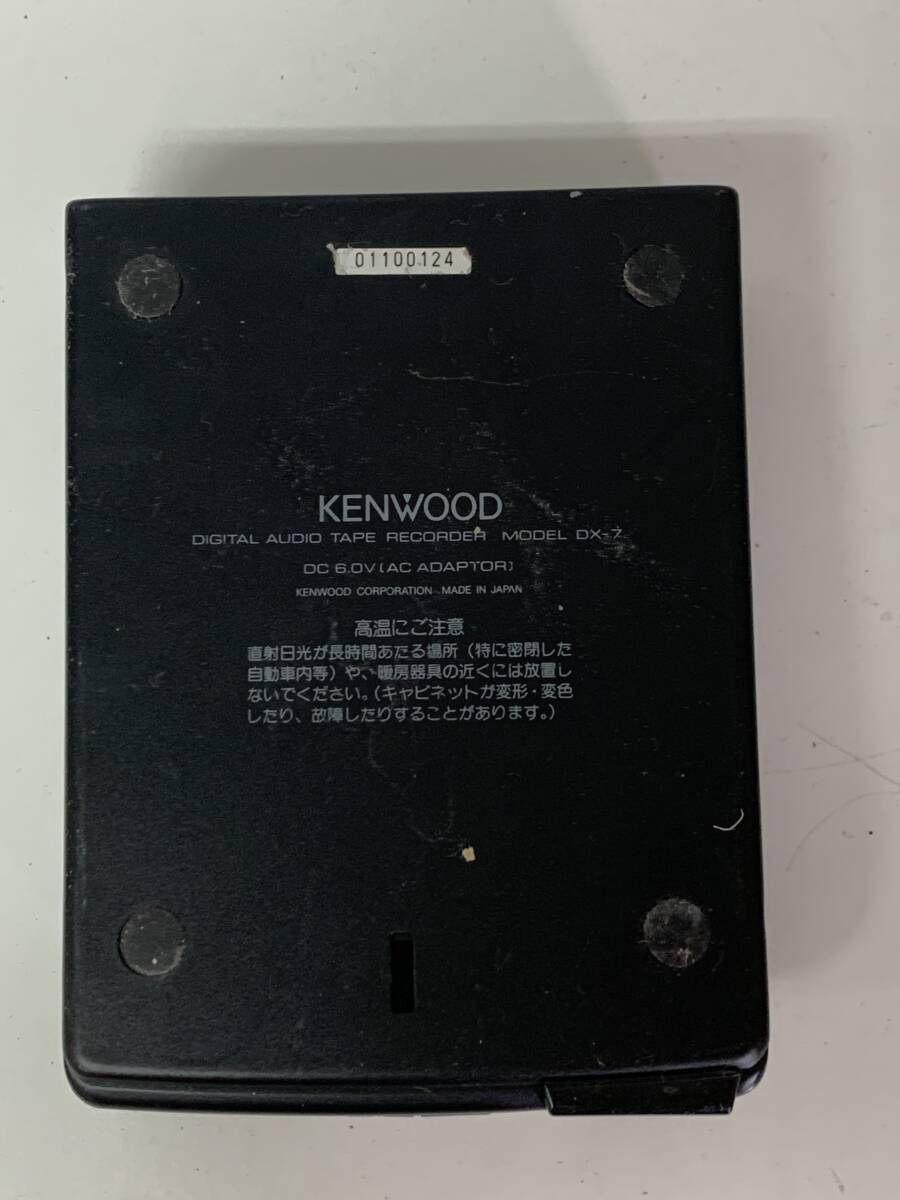 01100124
KENWOOD
DIGITAL AUDIO TAPE RECORDER MODEL DX-7
DC 6.0V (AC ADAPTOR)
KENWOOD CORPORATION MADE IN JAPAN
高温にご注意
直射日光が長時間あたる場所（特に密閉した
自動車内等）や、暖房器具の近くには放置し
ないでください。（キャビネットが変形・変色
したり、故障したりすることがあります。）